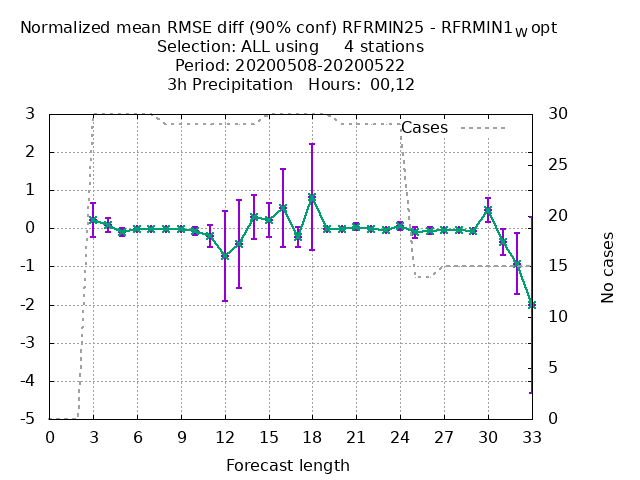 Normalized mean RMSE diff (90% conf) RFRMIN25 - RFRMIN1W opt
Selection: ALL using     4 stations
Period: 20200508-20200522
3h Precipitation   Hours:  00,12
Cases
3
2
1
0
-1
-2
-3
-4
-5
30
25
20
15
10
5
0
No cases
0 3 6 9 12 15 18 21 24 27 30 33
Forecast length